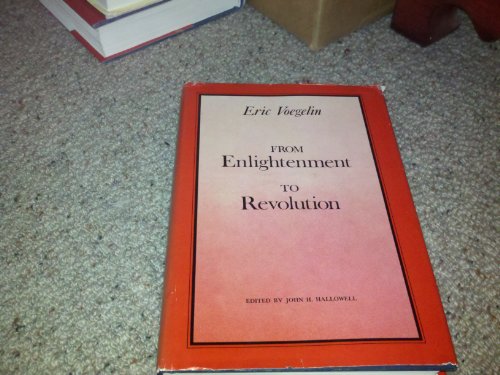 Eric Voegelin
FROM
Enlightenment
TO
Revolution
EDITED BY JOHN H. HALLOWELL